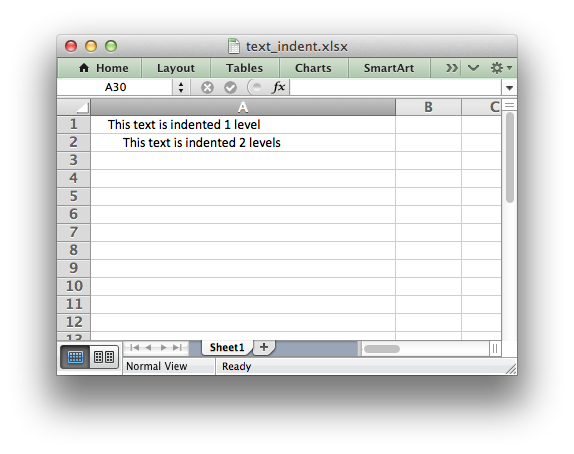 text_indent.xlsx
Home Layout Tables Charts SmartArt
A30 fx
A B C
1 This text is indented 1 level
2 This text is indented 2 levels
3
4
5
6
7
8
9
10
11
12
13
Sheet1
Normal View Ready